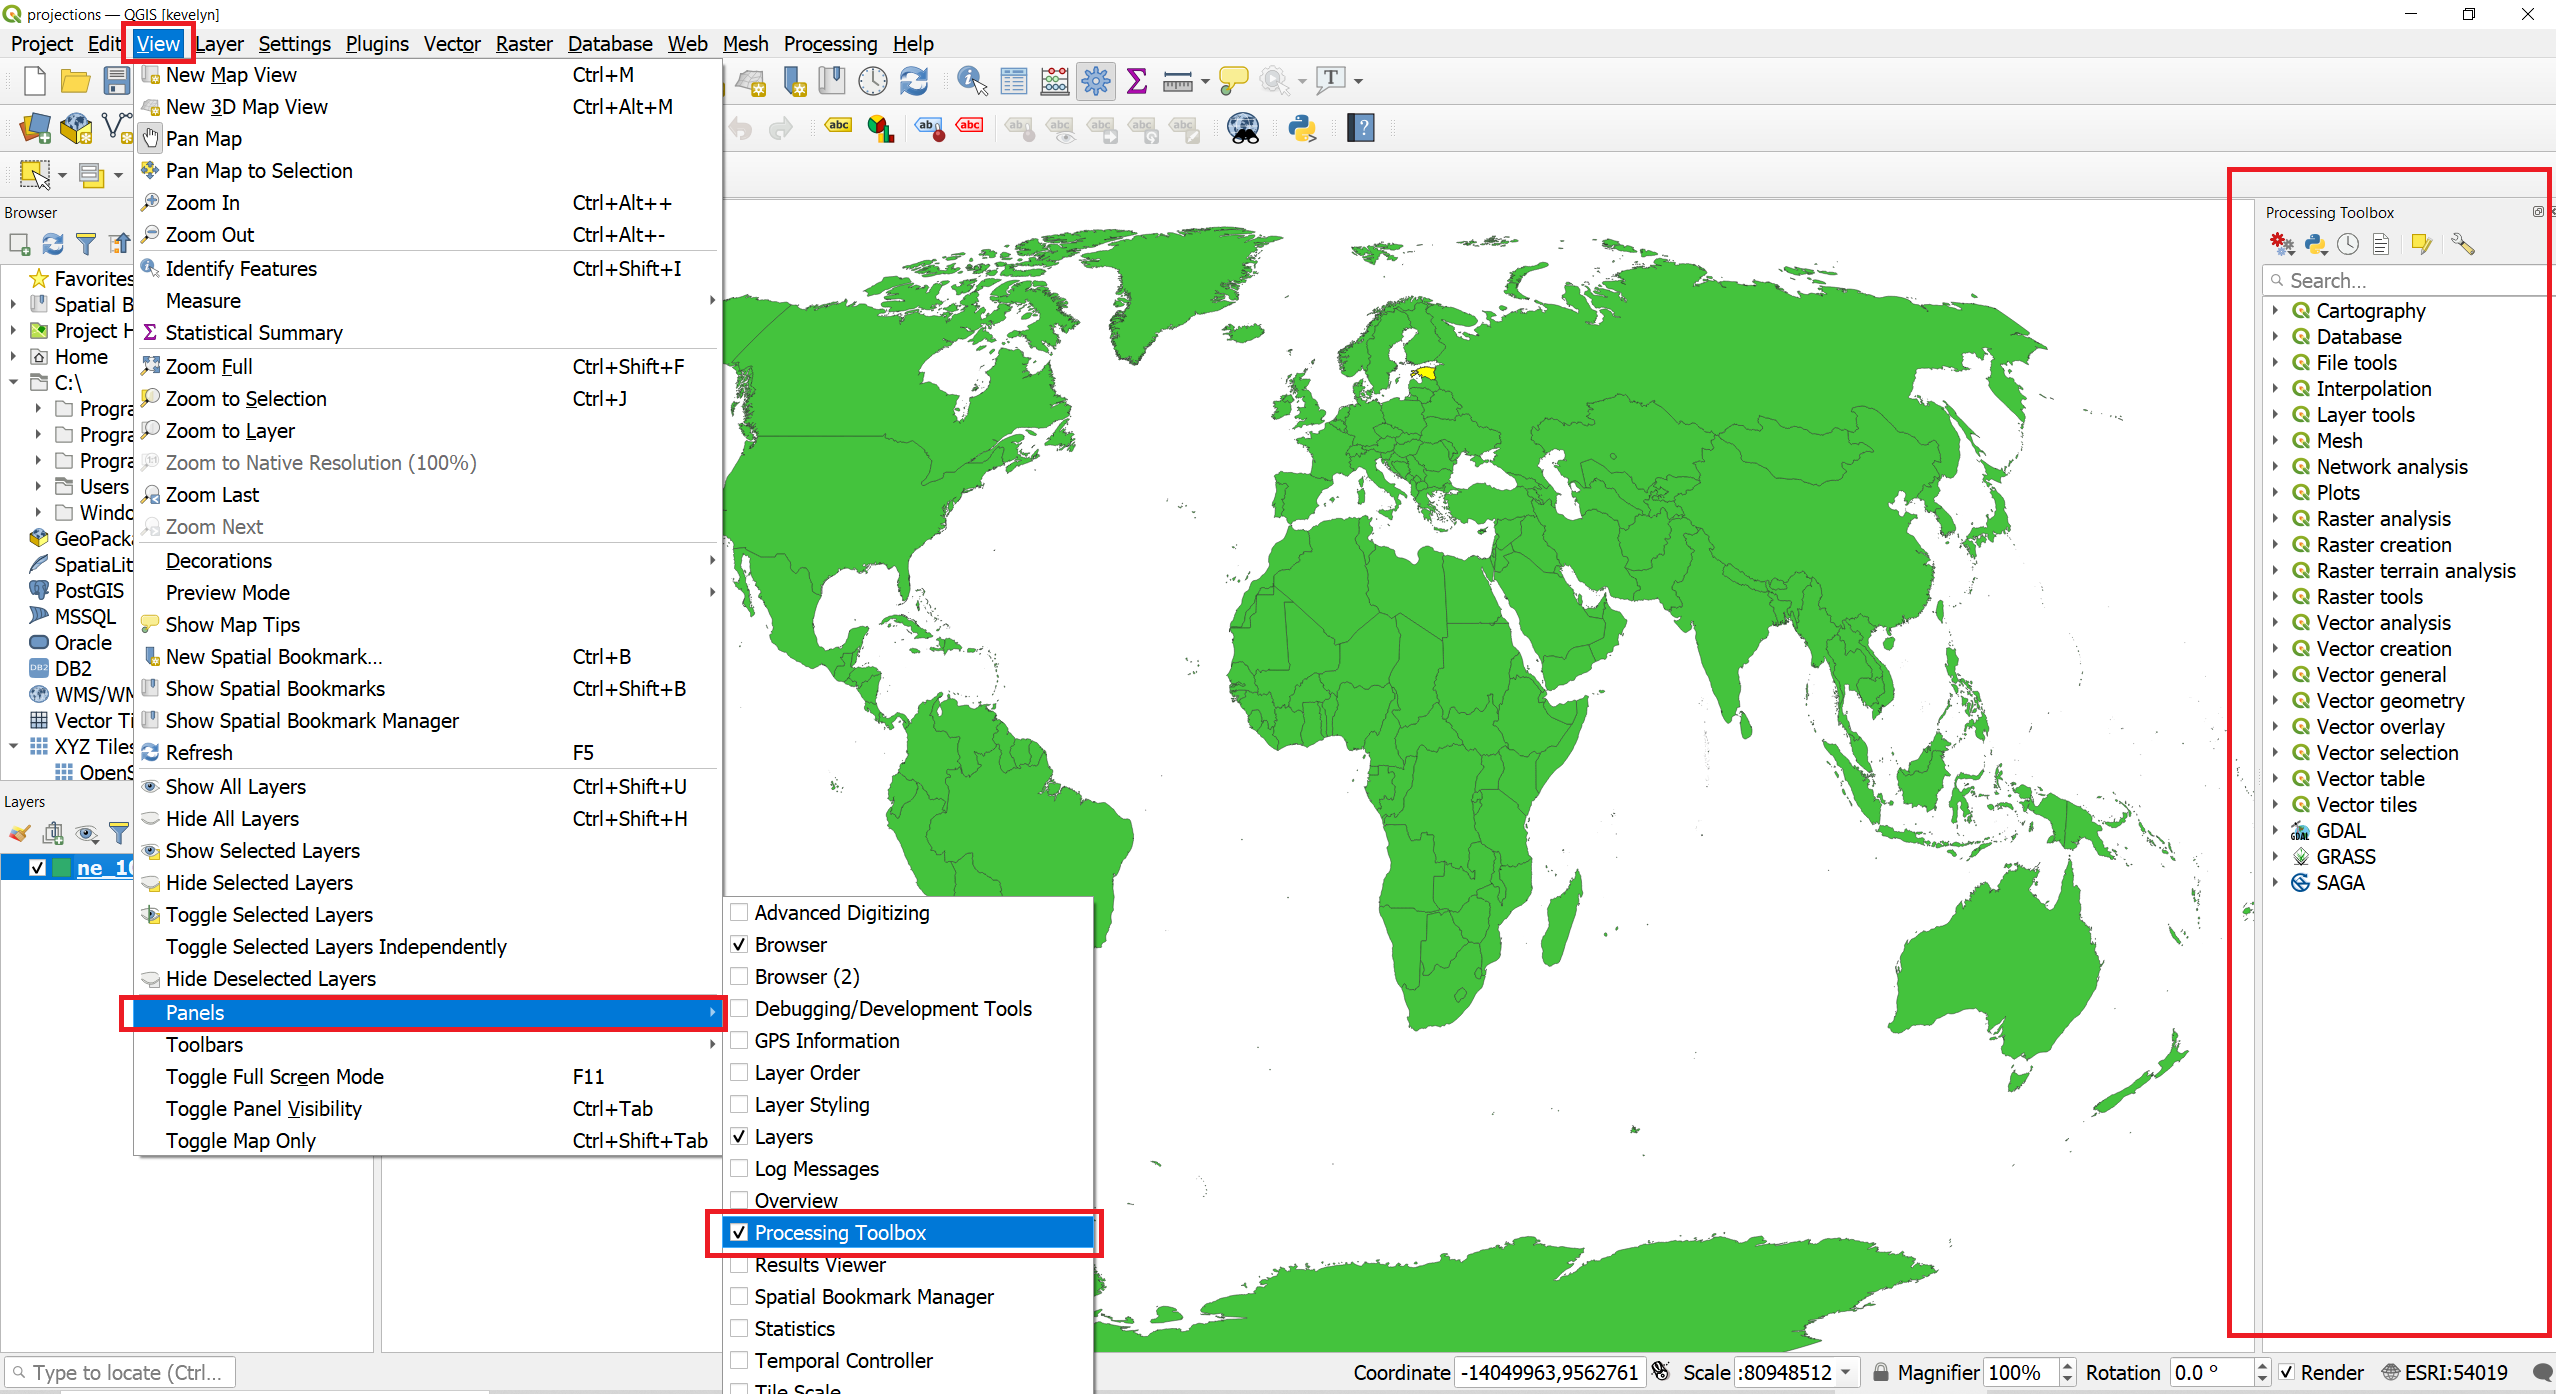 projections — QGIS [kevelyn]
Project Edit View Layer Settings Plugins Vector Raster Database Web Mesh Processing Help
New Map View Ctrl+M
New 3D Map View Ctrl+Alt+M
Pan Map
Pan Map to Selection
Zoom In Ctrl+Alt++
Zoom Out Ctrl+Alt+-
Identify Features Ctrl+Shift+I
Measure
Statistical Summary
Zoom Full Ctrl+Shift+F
Zoom to Selection Ctrl+J
Zoom to Layer
Zoom to Native Resolution (100%)
Zoom Last
Zoom Next
Decorations
Preview Mode
Show Map Tips
New Spatial Bookmark... Ctrl+B
Show Spatial Bookmarks Ctrl+Shift+B
Show Spatial Bookmark Manager
Refresh F5
Show All Layers Ctrl+Shift+U
Hide All Layers Ctrl+Shift+H
Show Selected Layers
Hide Selected Layers
Toggle Selected Layers
Toggle Selected Layers Independently
Hide Deselected Layers
Panels
Toolbars
Toggle Full Screen Mode F11
Toggle Panel Visibility Ctrl+Tab
Toggle Map Only Ctrl+Shift+Tab
Advanced Digitizing
Browser
Browser (2)
Debugging/Development Tools
GPS Information
Layer Order
Layer Styling
Layers
Log Messages
Overview
Processing Toolbox
Results Viewer
Spatial Bookmark Manager
Statistics
Temporal Controller
Tile Scale
Browser
Favorites
Spatial B
Project H
Home
C:\
Progra
Progra
Progra
Users
Windo
GeoPacka
SpatiaLit
PostGIS
MSSQL
Oracle
DB2
WMS/WM
Vector Ti
XYZ Tiles
OpenS
Layers
ne_10
abc
abc
abc
abc
abc
abc
abc
abc
T
?
Processing Toolbox
Search...
Cartography
Database
File tools
Interpolation
Layer tools
Mesh
Network analysis
Plots
Raster analysis
Raster creation
Raster terrain analysis
Raster tools
Vector analysis
Vector creation
Vector general
Vector geometry
Vector overlay
Vector selection
Vector table
Vector tiles
GDAL
GRASS
SAGA
Type to locate (Ctrl... Coordinate -14049963,9562761 Scale :80948512 Magnifier 100% Rotation 0.0 ° Render ESRI:54019